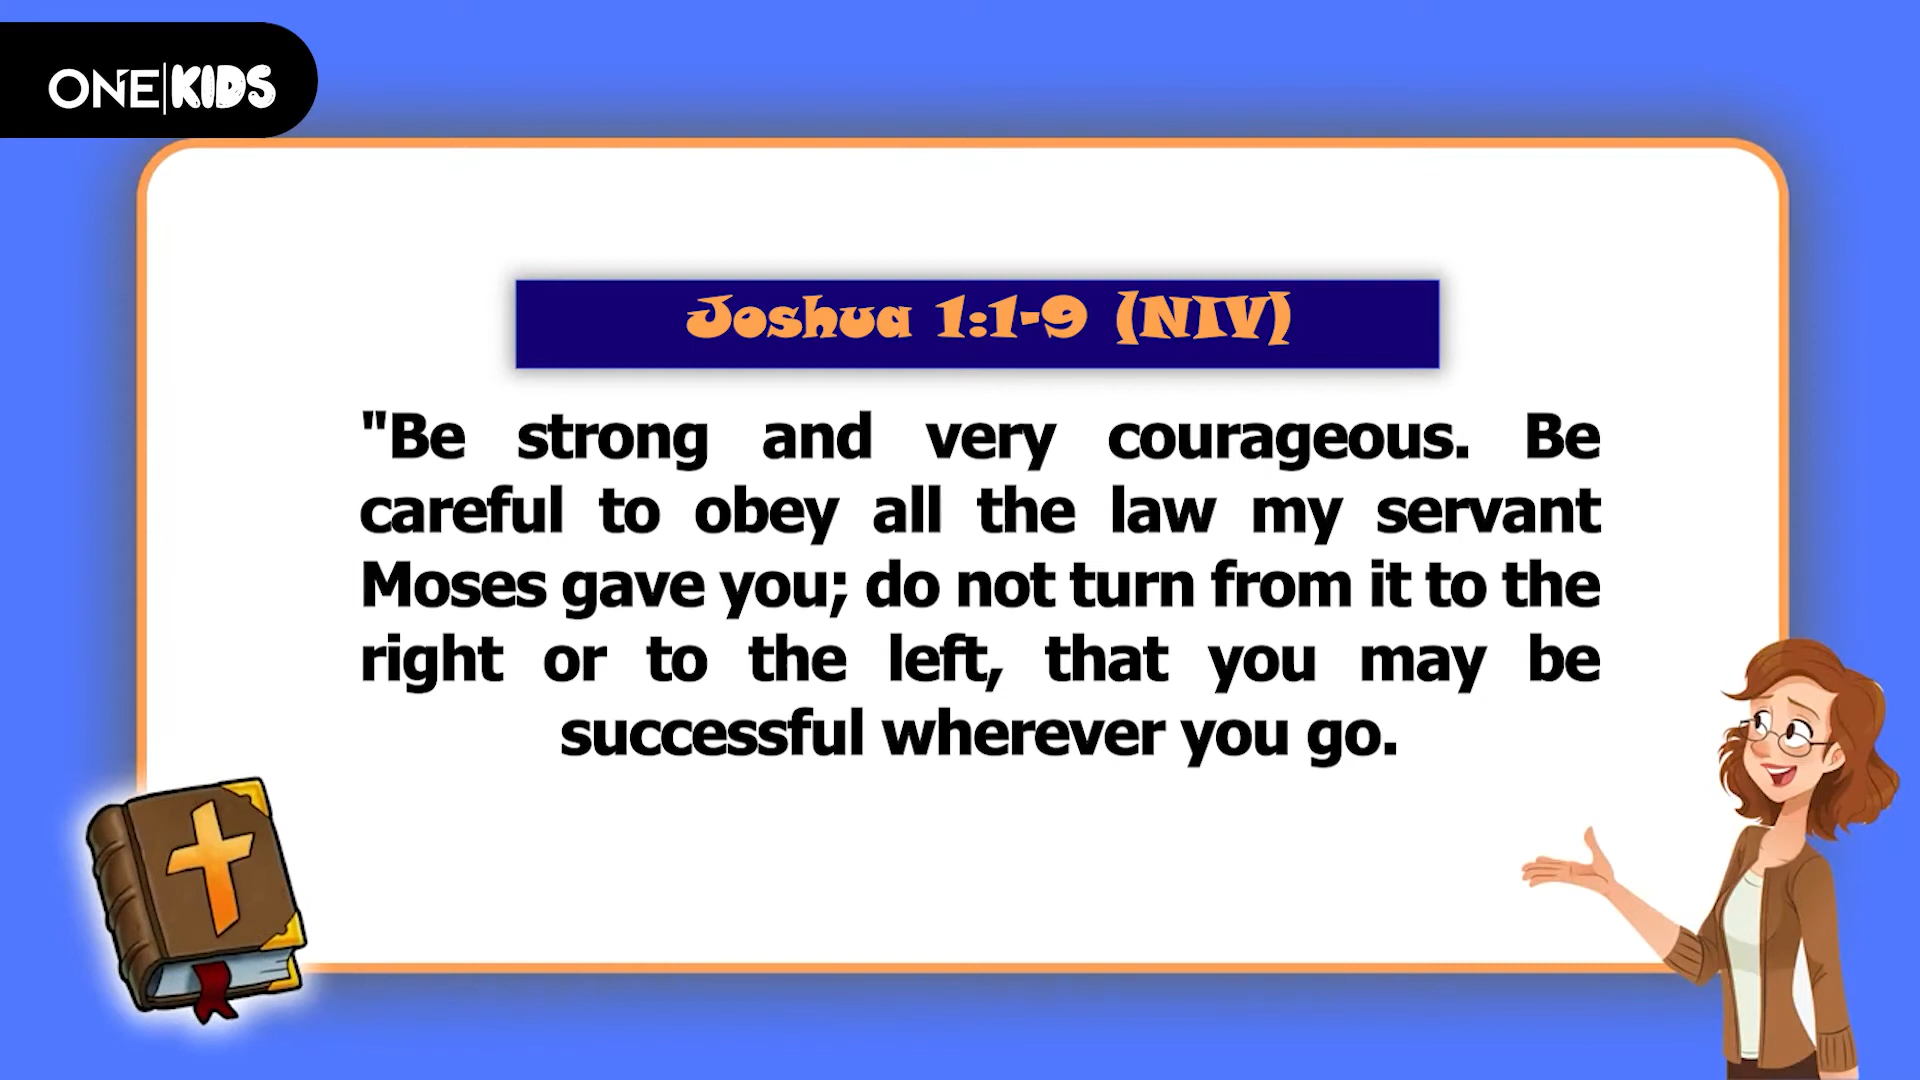 ONE|KIDS
Joshua 1:1-9 (NIV)
"Be strong and very courageous. Be
careful to obey all the law my servant
Moses gave you; do not turn from it to the
right or to the left, that you may be
successful wherever you go.